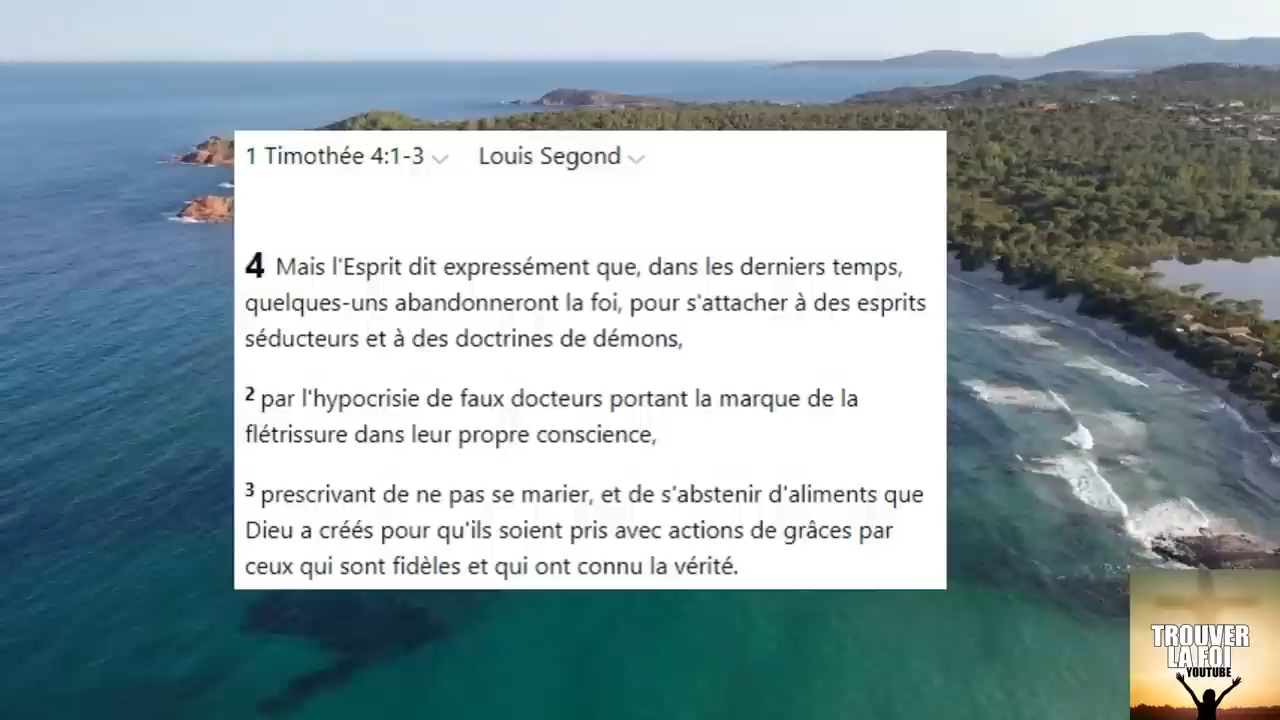 1 Timothée 4:1-3 Louis Segond
4 Mais l'Esprit dit expressément que, dans les derniers temps,
quelques-uns abandonneront la foi, pour s'attacher à des esprits
séducteurs et à des doctrines de démons,
2 par l'hypocrisie de faux docteurs portant la marque de la
flétrissure dans leur propre conscience,
3 prescrivant de ne pas se marier, et de s'abstenir d'aliments que
Dieu a créés pour qu'ils soient pris avec actions de grâces par
ceux qui sont fidèles et qui ont connu la vérité.
TROUVER
LA FOI
YOUTUBE